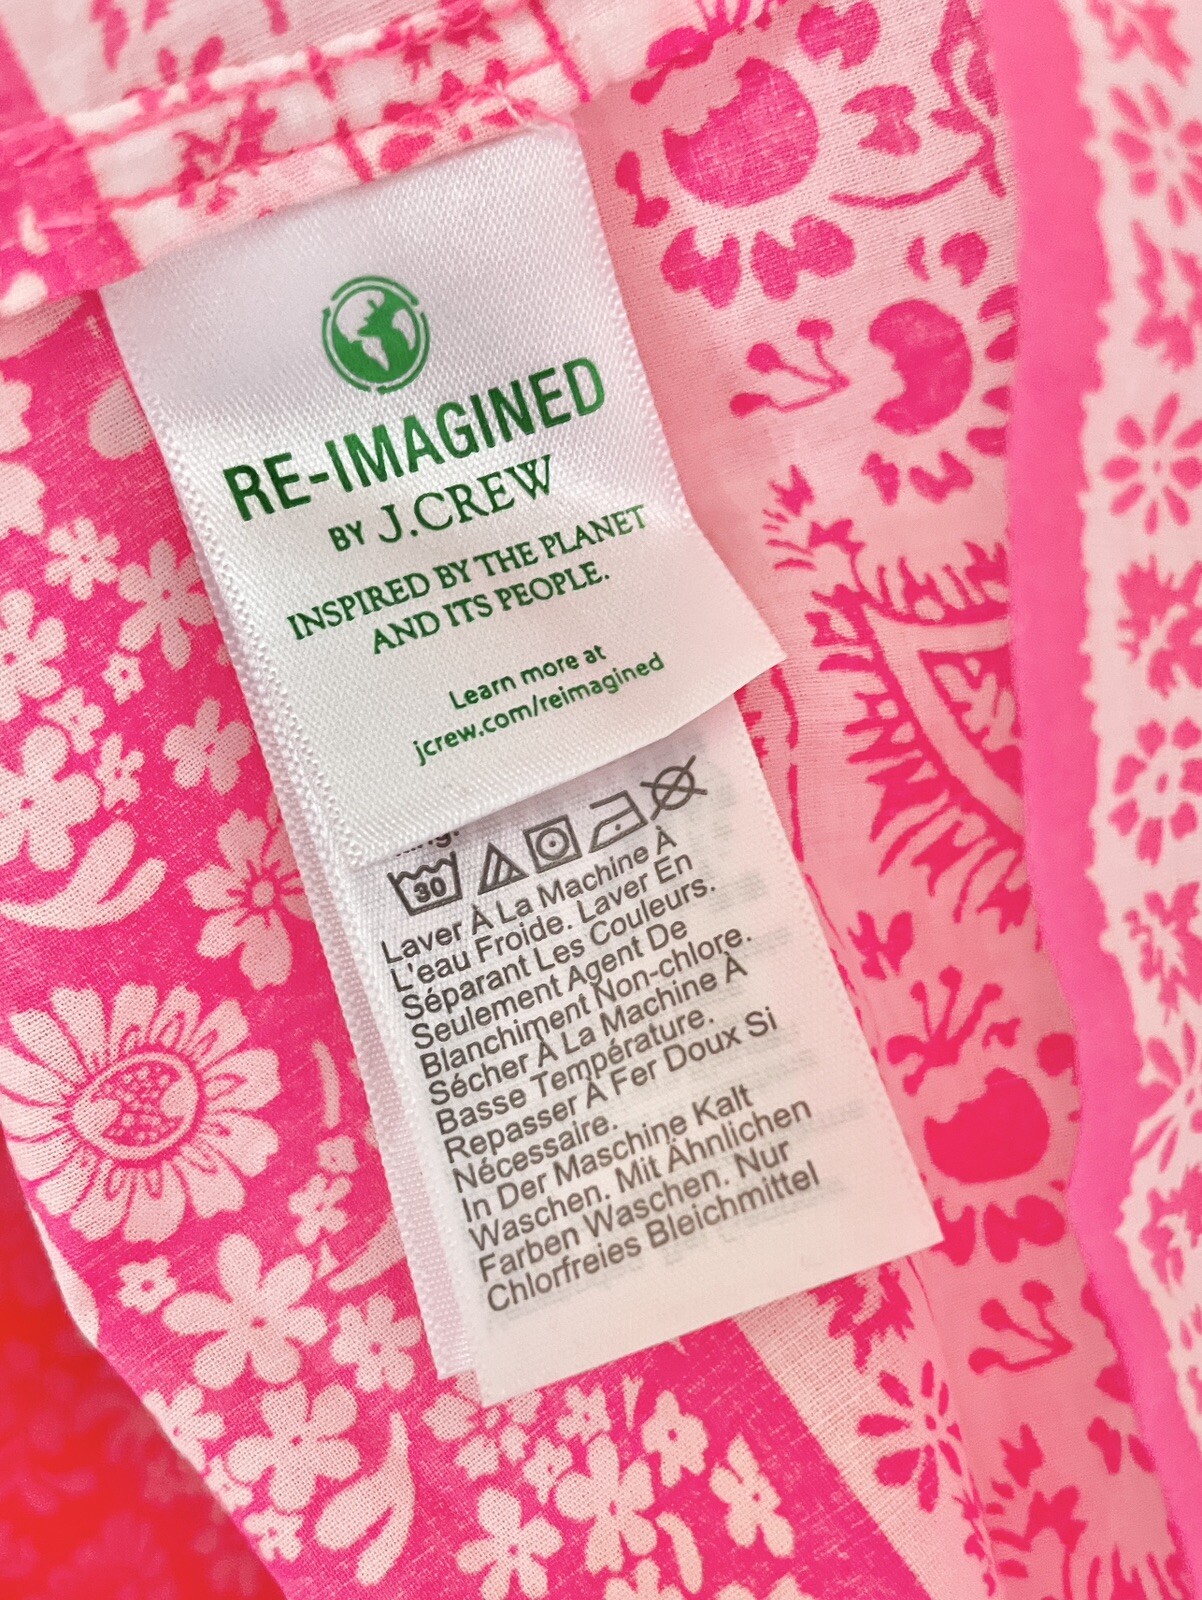 RE-IMAGINED
BY J.CREW
INSPIRED BY THE PLANET
AND ITS PEOPLE.
Learn more at
jcrew.com/reimagined
30
Laver À La Machine À
L'eau Froide. Laver En
Séparant Les Couleurs.
Seulement Agent De
Blanchiment Non-chlore.
Sécher À La Machine À
Basse Température.
Repasser À Fer Doux Si
Nécessaire.
In Der Maschine Kalt
Waschen. Mit Ähnlichen
Farben Waschen. Nur
Chlorfreies Bleichmittel